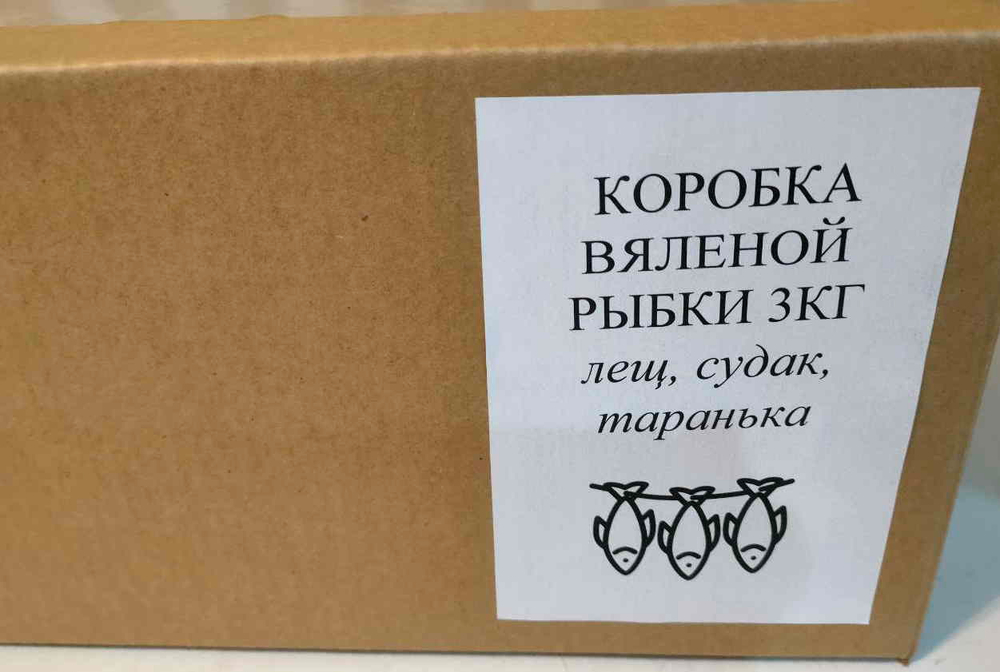 КОРОБКА
ВЯЛЕНОЙ
РЫБКИ 3КГ
лещ, судак,
таранька